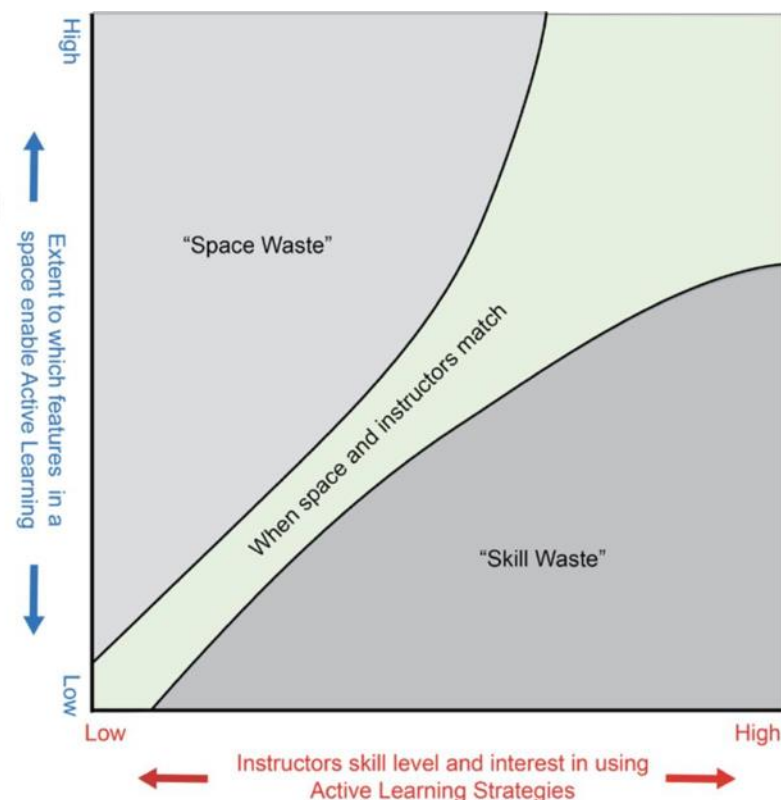 High
Extent to which features in a
space enable Active Learning
Low
“Space Waste”
When space and instructors match
“Skill Waste”
Low
High
Instructors skill level and interest in using
Active Learning Strategies